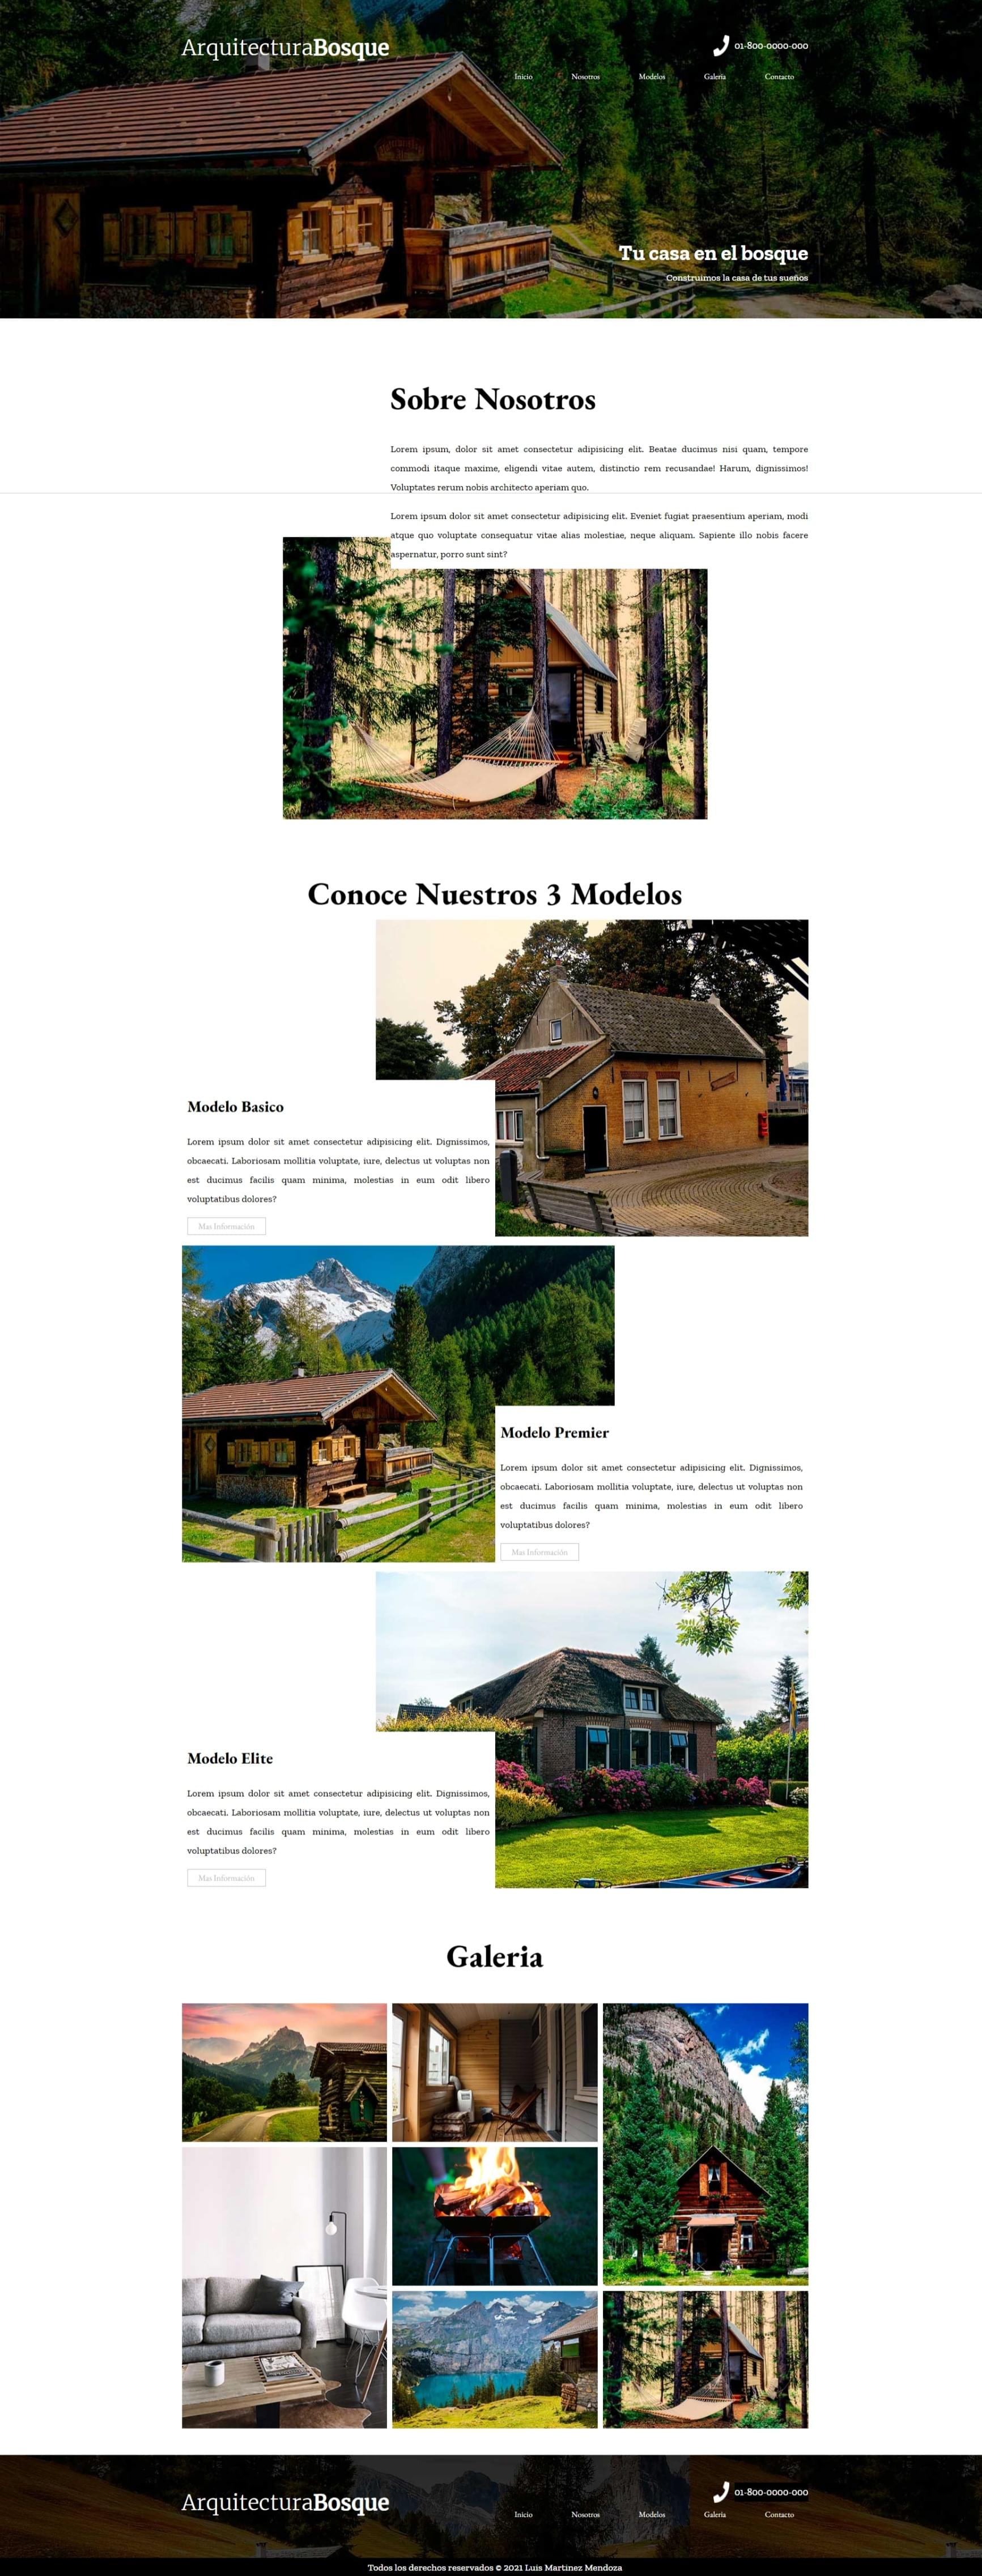 ArquitecturaBosque
01-800-0000-000
Inicio Nosotros Modelos Galería Contacto
Tu casa en el bosque
Construimos la casa de tus sueños
Sobre Nosotros
Lorem ipsum, dolor sit amet consectetur adipisicing elit. Beatae ducimus nisi quam, tempore
commodi itaque maxime, eligendi vitae autem, distinctio rem recusandae! Harum, dignissimos!
Voluptates rerum nobis architecto aperiam quo.
Lorem ipsum dolor sit amet consectetur adipisicing elit. Eveniet fugiat praesentium aperiam, modi
atque quo voluptate consequatur vitae alias molestiae, neque aliquam. Sapiente illo nobis facere
aspernatur, porro sunt sint?
Conoce Nuestros 3 Modelos
Modelo Basico
Lorem ipsum dolor sit amet consectetur adipisicing elit. Dignissimos,
obcaecati. Laboriosam mollitia voluptate, iure, delectus ut voluptas non
est ducimus facilis quam minima, molestias in eum odit libero
voluptatibus dolores?
Mas Información
Modelo Premier
Lorem ipsum dolor sit amet consectetur adipisicing elit. Dignissimos,
obcaecati. Laboriosam mollitia voluptate, iure, delectus ut voluptas non
est ducimus facilis quam minima, molestias in eum odit libero
voluptatibus dolores?
Mas Información
Modelo Elite
Lorem ipsum dolor sit amet consectetur adipisicing elit. Dignissimos,
obcaecati. Laboriosam mollitia voluptate, iure, delectus ut voluptas non
est ducimus facilis quam minima, molestias in eum odit libero
voluptatibus dolores?
Mas Información
Galeria
ArquitecturaBosque
01-800-0000-000
Inicio Nosotros Modelos Galería Contacto
Todos los derechos reservados © 2021 Luis Martinez Mendoza